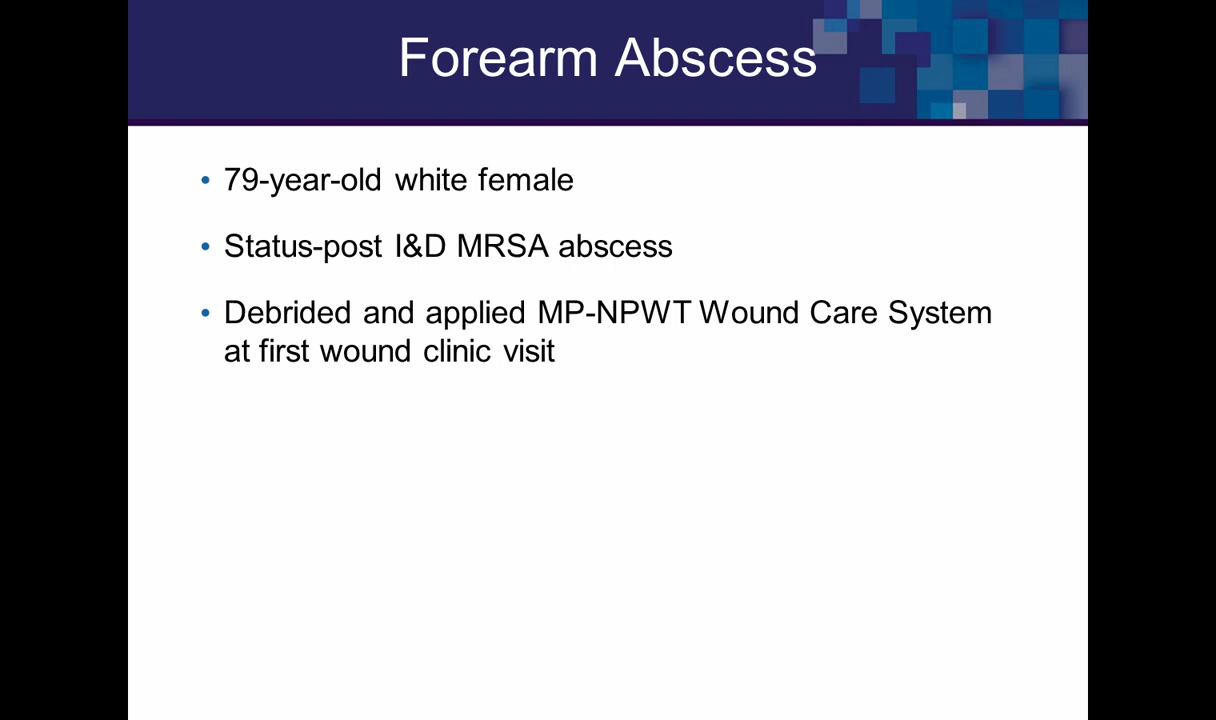 Forearm Abscess
• 79-year-old white female
• Status-post I&D MRSA abscess
• Debrided and applied MP-NPWT Wound Care System
at first wound clinic visit